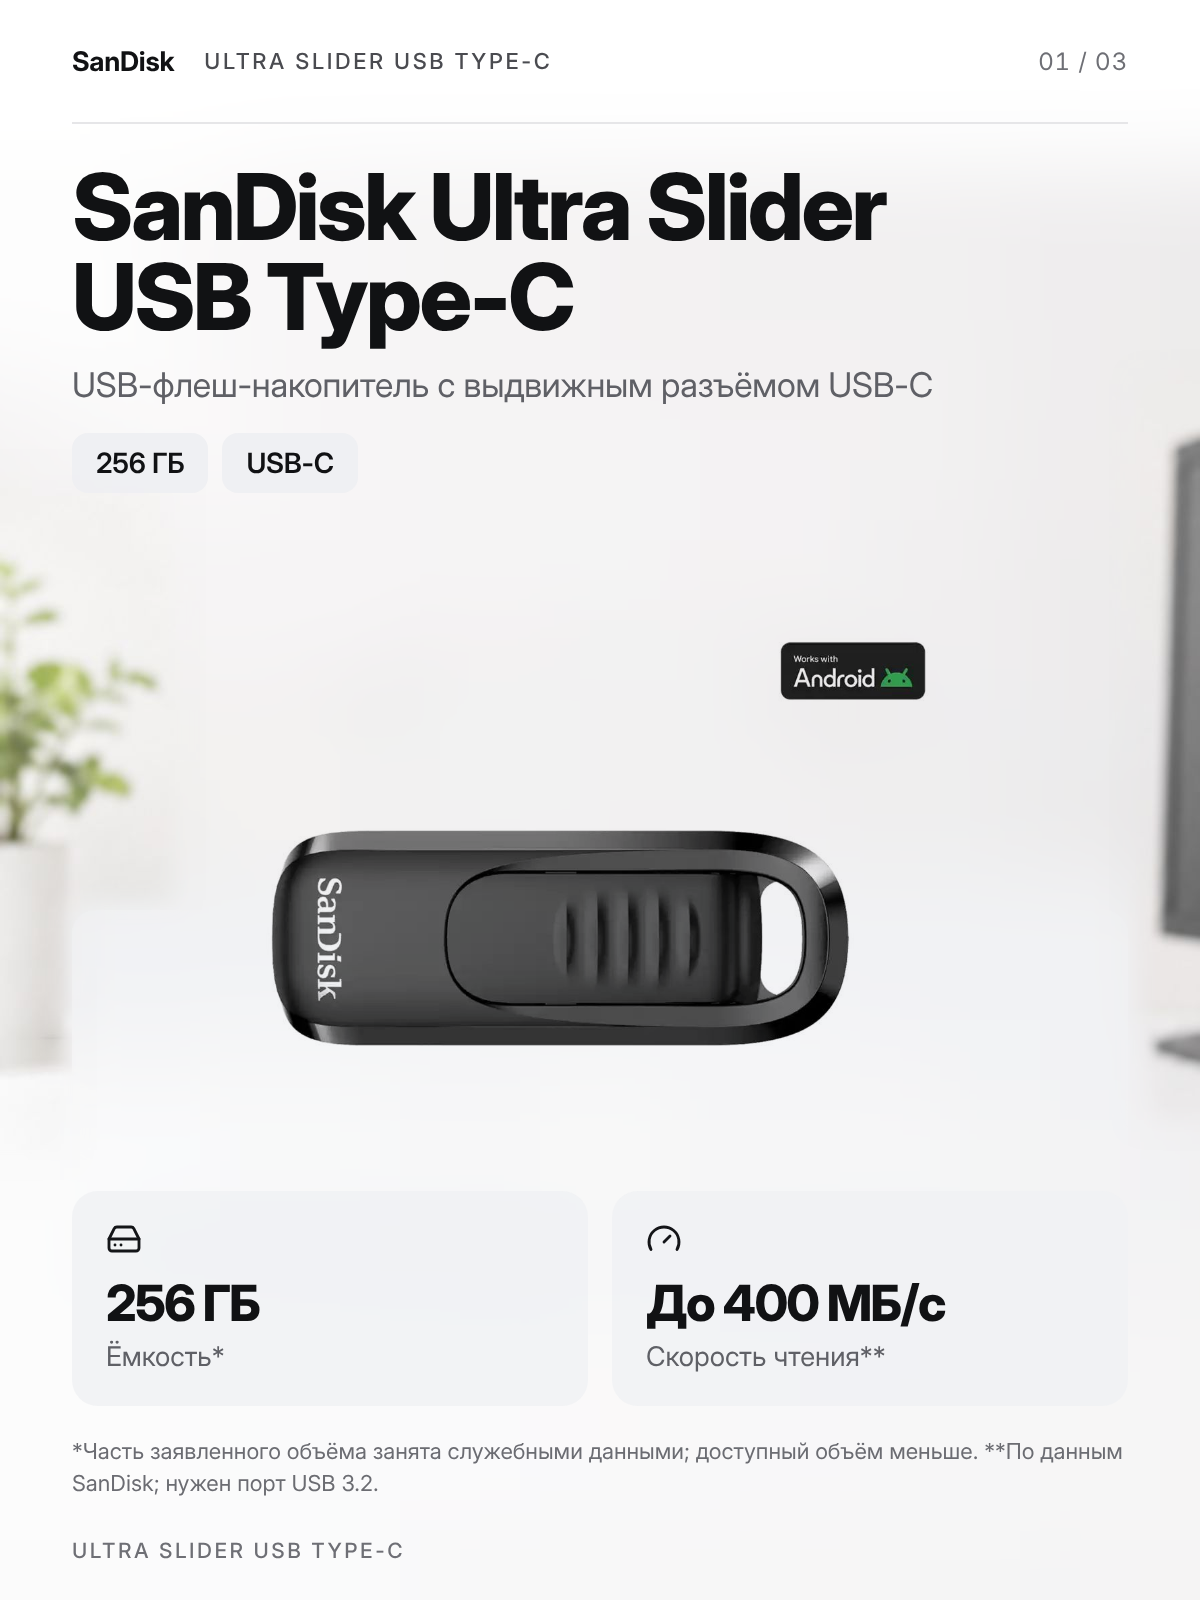 SanDisk ULTRA SLIDER USB TYPE-C 01 / 03
SanDisk Ultra Slider
USB Type-C
USB-флеш-накопитель с выдвижным разъёмом USB-C
256 ГБ USB-C
Works with
Android
SanDisk
256 ГБ
Ёмкость*
До 400 МБ/с
Скорость чтения**
*Часть заявленного объёма занята служебными данными; доступный объём меньше. **По данным
SanDisk; нужен порт USB 3.2.
ULTRA SLIDER USB TYPE-C